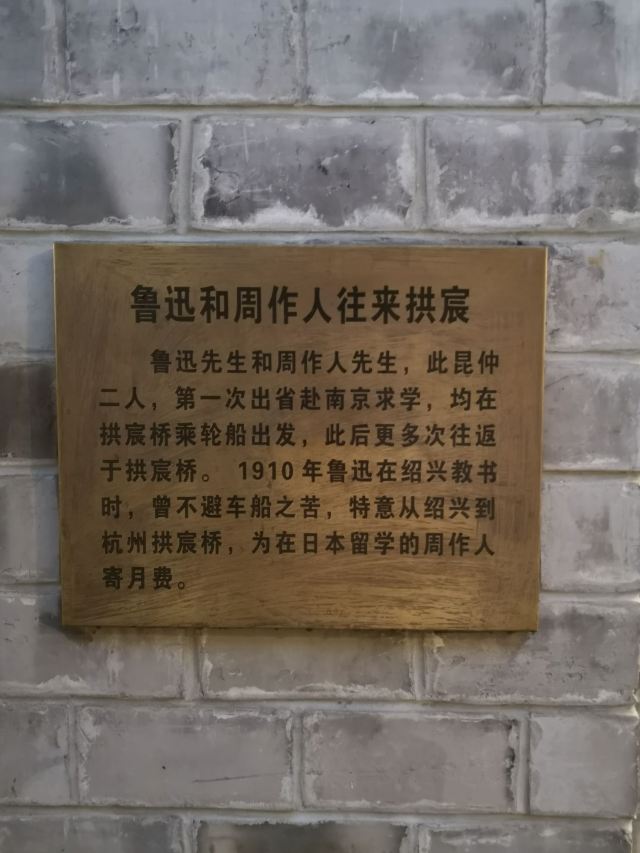 鲁迅和周作人往来拱宸
鲁迅先生和周作人先生，此昆仲
二人，第一次出省赴南京求学，均在
拱宸桥乘轮船出发，此后更多次往返
于拱宸桥。 1910年鲁迅在绍兴教书
时，曾不避车船之苦，特意从绍兴到
杭州拱宸桥，为在日本留学的周作人
寄月费。